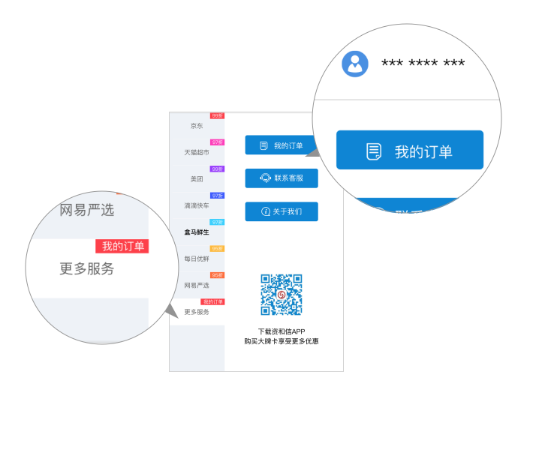 *** **** ***
我的订单
网易严选
我的订单
更多服务
京东
天猫超市
美团
滴滴快车
盒马鲜生
每日优鲜
网易严选
我的订单
更多服务
我的订单
联系客服
关于我们
下载资和信APP
购买大牌卡享受更多优惠